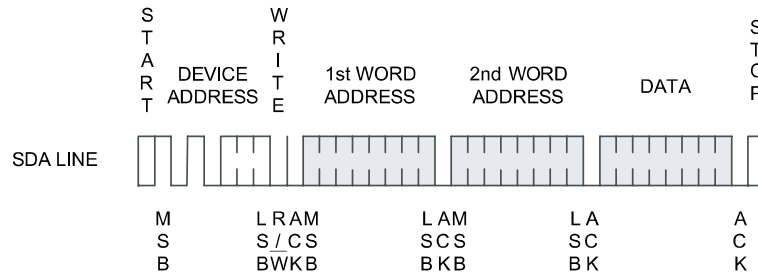 START
DEVICE
ADDRESS
WRITE
1st WORD
ADDRESS
2nd WORD
ADDRESS
DATA
STOP
SDA LINE
MSB
LSB
R/W
ACK
MSB
LSB
ACK
MSB
LSB
ACK
ACK